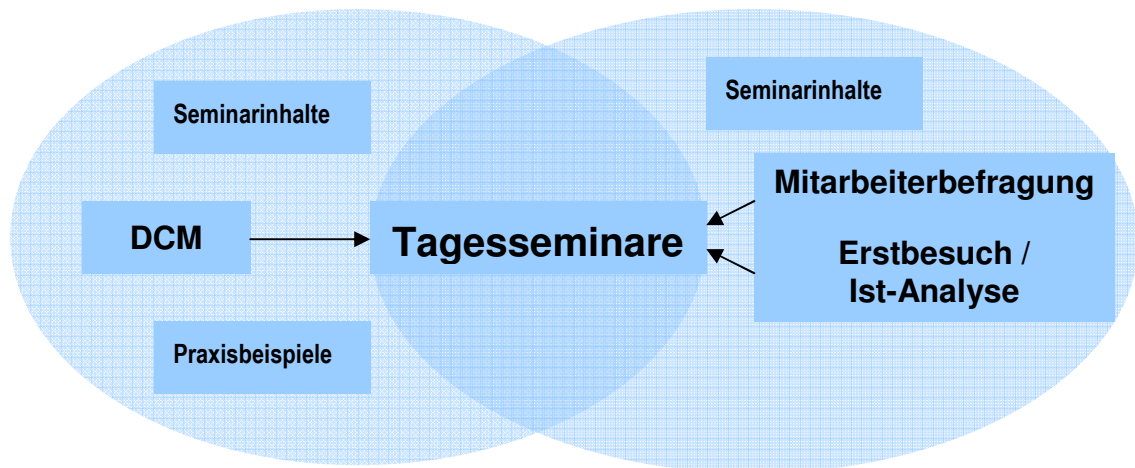 Seminarinhalte
Seminarinhalte
Mitarbeiterbefragung
DCM
Tagesseminare
Erstbesuch /
Ist-Analyse
Praxisbeispiele